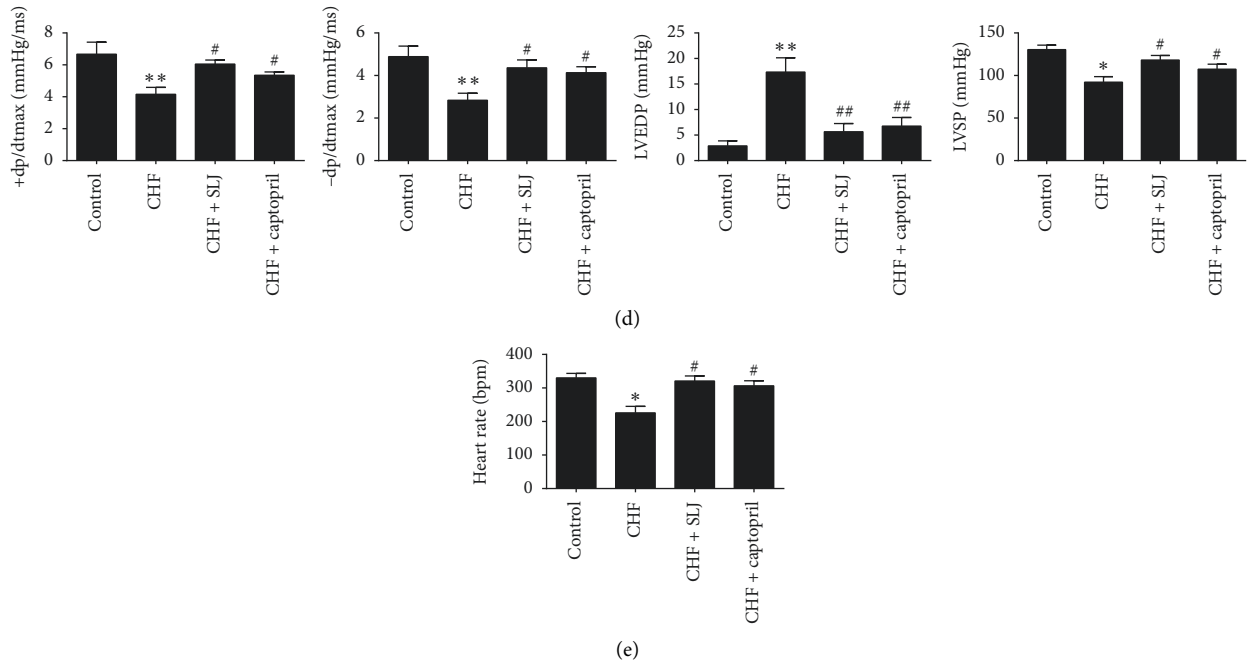 +dp/dtmax (mmHg/ms)
8
6
4
2
0
**
#
#
Control
CHF
CHF + SLJ
CHF + captopril
−dp/dtmax (mmHg/ms)
6
4
2
0
**
#
#
Control
CHF
CHF + SLJ
CHF + captopril
LVEDP (mmHg)
25
20
15
10
5
0
**
##
##
Control
CHF
CHF + SLJ
CHF + captopril
LVSP (mmHg)
150
100
50
0
*
#
#
Control
CHF
CHF + SLJ
CHF + captopril
(d)
Heart rate (bpm)
400
300
200
100
0
*
#
#
Control
CHF
CHF + SLJ
CHF + captopril
(e)